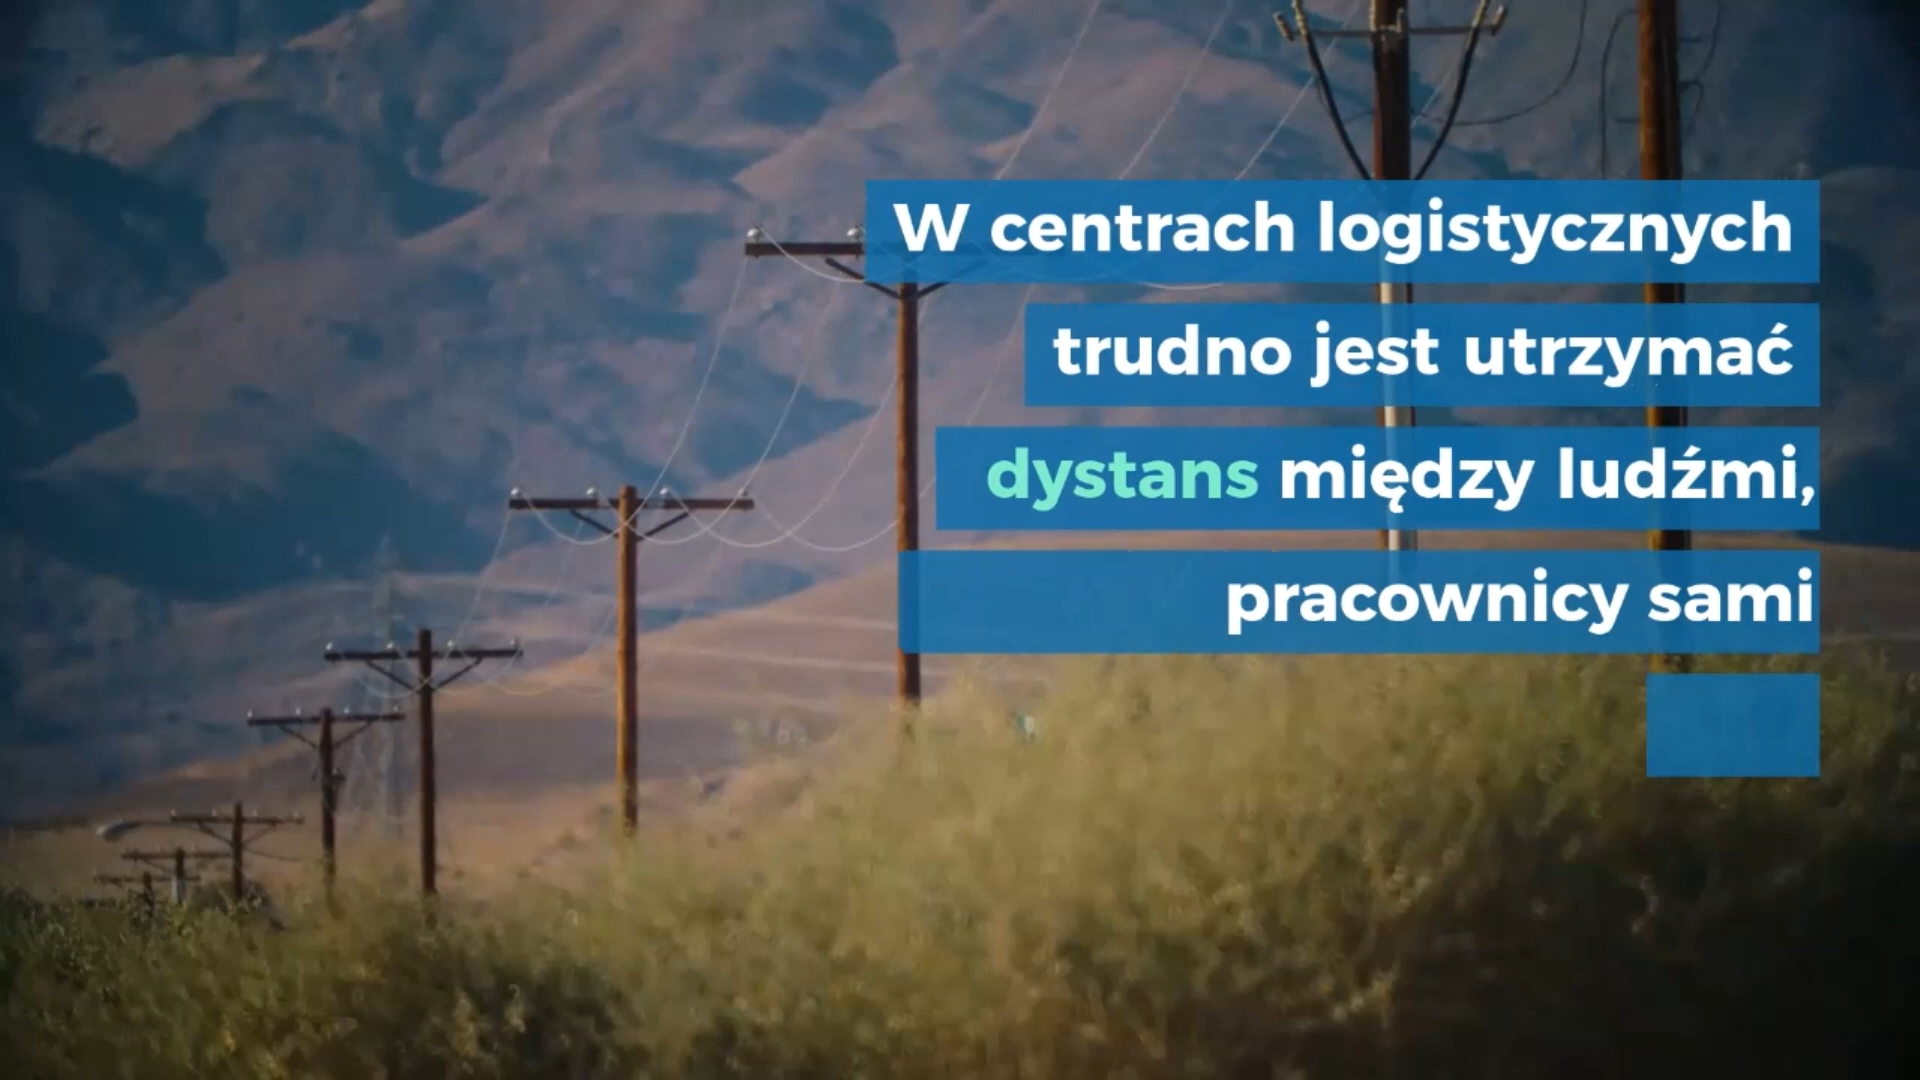 W centrach logistycznych
trudno jest utrzymać
dystans między ludźmi,
pracownicy sami